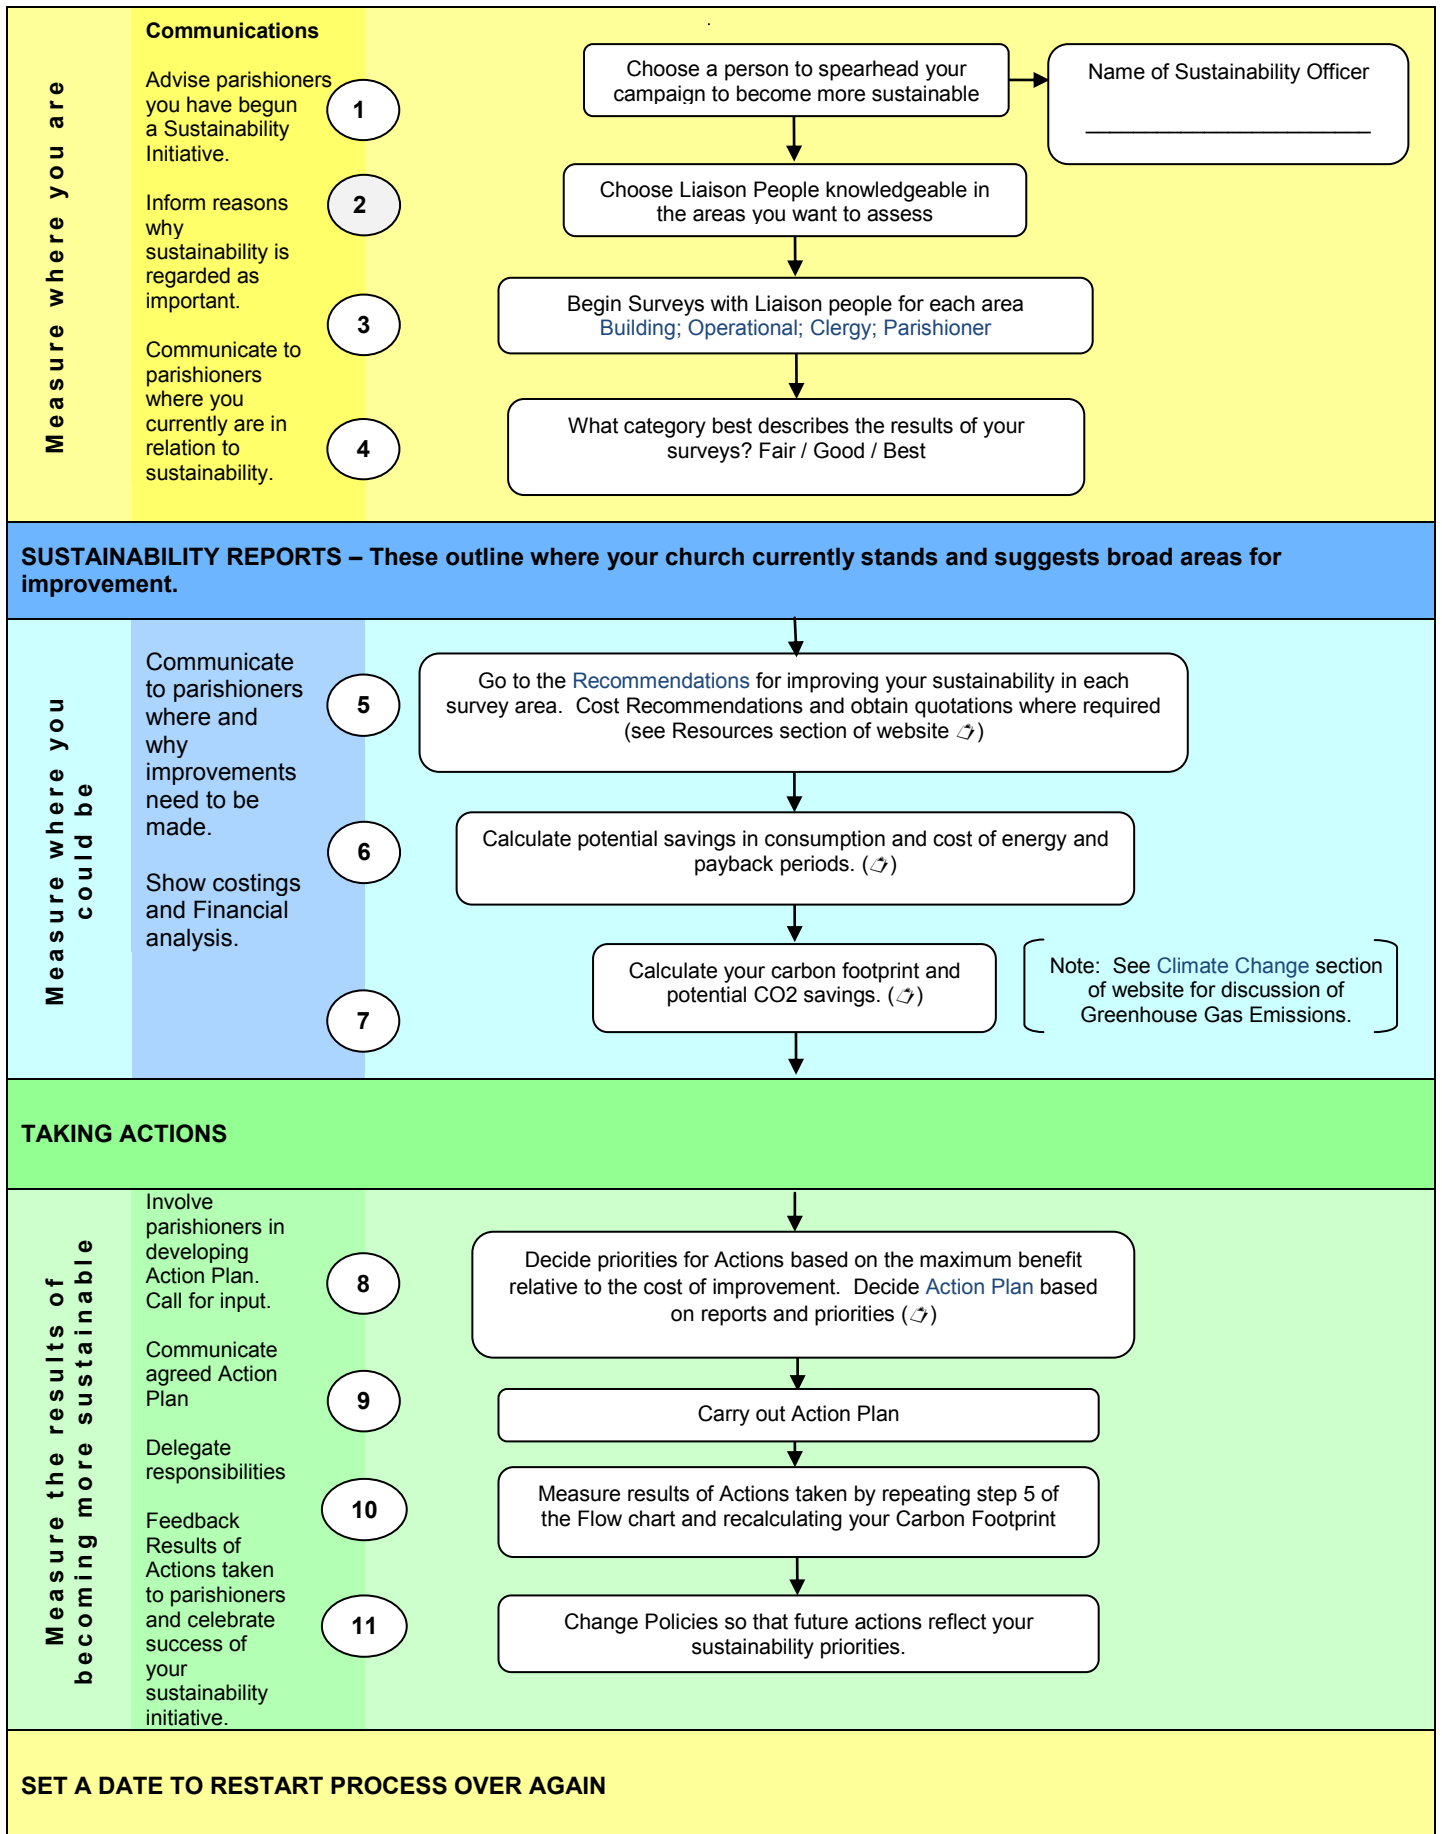 Measure where you are
Communications
Advise parishioners
you have begun
a Sustainability
Initiative.
Inform reasons
why
sustainability is
regarded as
important.
Communicate to
parishioners
where you
currently are in
relation to
sustainability.
1
2
3
4
Choose a person to spearhead your
campaign to become more sustainable
Name of Sustainability Officer
Choose Liaison People knowledgeable in
the areas you want to assess
Begin Surveys with Liaison people for each area
Building; Operational; Clergy; Parishioner
What category best describes the results of your
surveys? Fair / Good / Best
SUSTAINABILITY REPORTS – These outline where your church currently stands and suggests broad areas for
improvement.
Measure where you
could be
Communicate
to parishioners
where and
why
improvements
need to be
made.
Show costings
and Financial
analysis.
5
6
7
Go to the Recommendations for improving your sustainability in each
survey area. Cost Recommendations and obtain quotations where required
(see Resources section of website )
Calculate potential savings in consumption and cost of energy and
payback periods. ( )
Calculate your carbon footprint and
potential CO2 savings. ( )
Note: See Climate Change section
of website for discussion of
Greenhouse Gas Emissions.
TAKING ACTIONS
Measure the results of
becoming more sustainable
Involve
parishioners in
developing
Action Plan.
Call for input.
Communicate
agreed Action
Plan
Delegate
responsibilities
Feedback
Results of
Actions taken
to parishioners
and celebrate
success of
your
sustainability
initiative.
8
9
10
11
Decide priorities for Actions based on the maximum benefit
relative to the cost of improvement. Decide Action Plan based
on reports and priorities ( )
Carry out Action Plan
Measure results of Actions taken by repeating step 5 of
the Flow chart and recalculating your Carbon Footprint
Change Policies so that future actions reflect your
sustainability priorities.
SET A DATE TO RESTART PROCESS OVER AGAIN